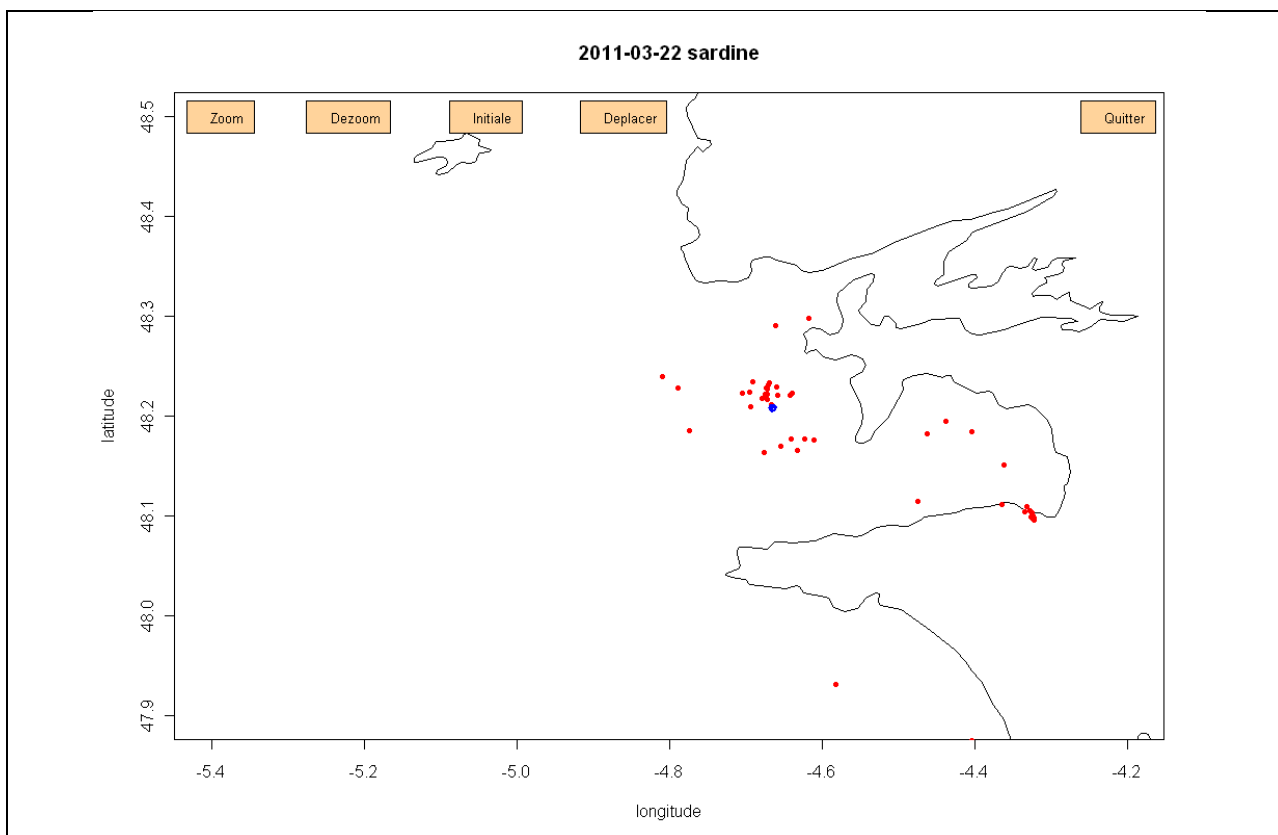 2011-03-22 sardine
Zoom Dezoom Initiale Deplacer Quitter
48.5
48.4
48.3
48.2
48.1
48.0
47.9
latitude
-5.4 -5.2 -5.0 -4.8 -4.6 -4.4 -4.2
longitude